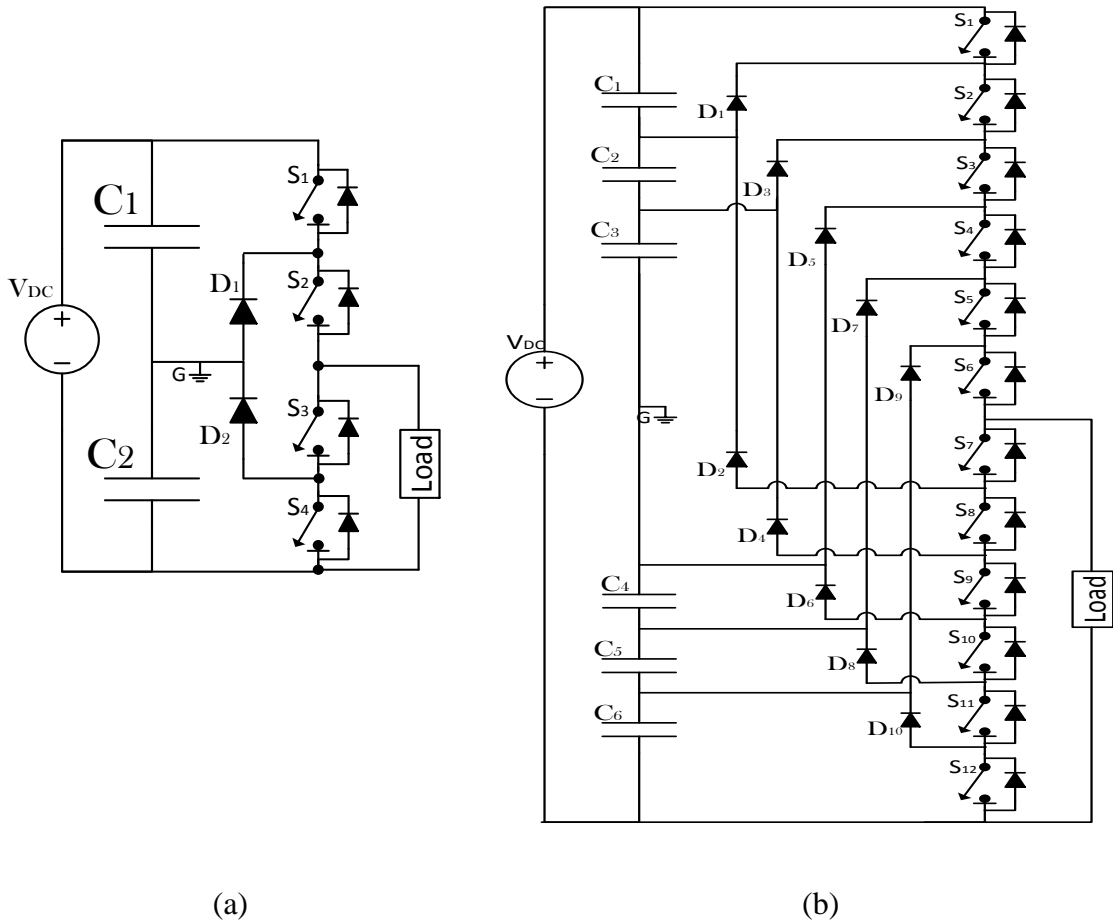 C1
C2
VDC
G
D1
D2
S1
S2
S3
S4
Load
(a)
VDC
C1
C2
C3
G
C4
C5
C6
D1
D3
D5
D7
D9
D2
D4
D6
D8
D10
S1
S2
S3
S4
S5
S6
S7
S8
S9
S10
S11
S12
Load
(b)